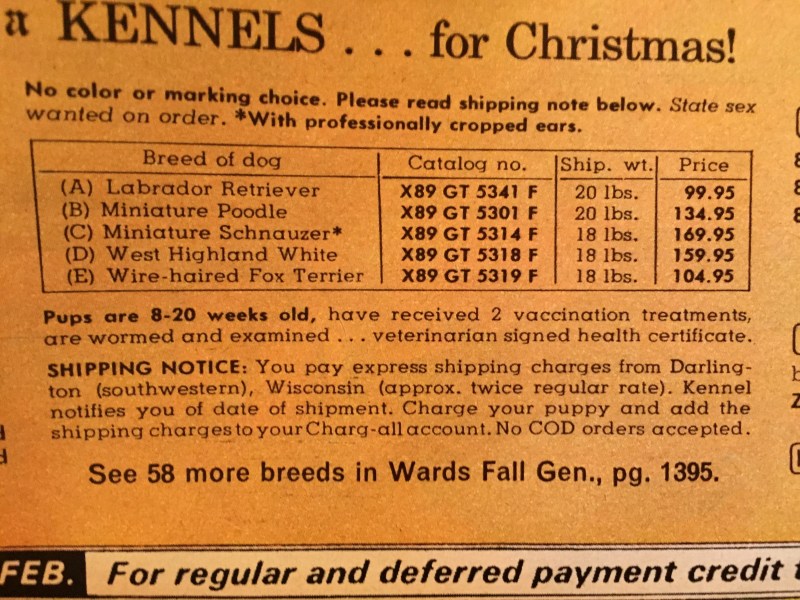 a KENNELS . . . for Christmas!
No color or marking choice. Please read shipping note below. State sex
wanted on order. *With professionally cropped ears.
Breed of dog Catalog no. Ship. wt. Price
(A) Labrador Retriever X89 GT 5341 F 20 lbs. 99.95
(B) Miniature Poodle X89 GT 5301 F 20 lbs. 134.95
(C) Miniature Schnauzer* X89 GT 5314 F 18 lbs. 169.95
(D) West Highland White X89 GT 5318 F 18 lbs. 159.95
(E) Wire-haired Fox Terrier X89 GT 5319 F 18 lbs. 104.95
Pups are 8-20 weeks old, have received 2 vaccination treatments,
are wormed and examined . . . veterinarian signed health certificate.
SHIPPING NOTICE: You pay express shipping charges from Darling-
ton (southwestern), Wisconsin (approx. twice regular rate). Kennel
notifies you of date of shipment. Charge your puppy and add the
shipping charges to your Charg-all account. No COD orders accepted.
See 58 more breeds in Wards Fall Gen., pg. 1395.
FEB. For regular and deferred payment credit